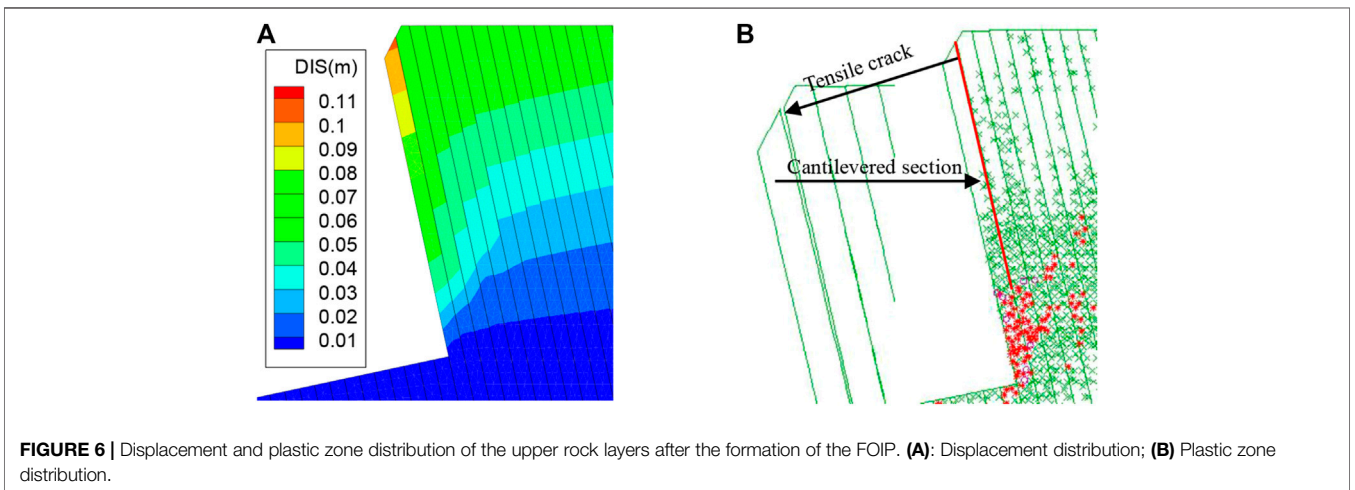 A
DIS(m)
0.11
0.1
0.09
0.08
0.07
0.06
0.05
0.04
0.03
0.02
0.01
B
Tensile crack
Cantilevered section
FIGURE 6 | Displacement and plastic zone distribution of the upper rock layers after the formation of the FOIP. (A): Displacement distribution; (B) Plastic zone
distribution.